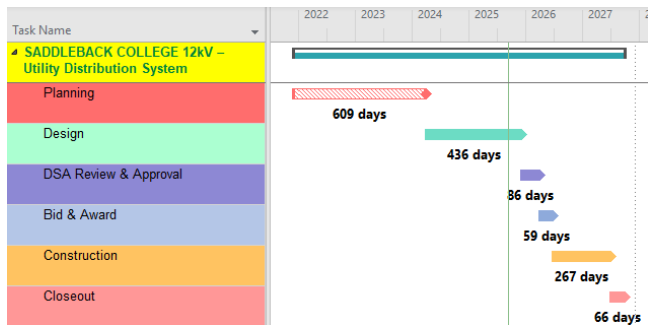 2022 2023 2024 2025 2026 2027 2
Task Name
SADDLEBACK COLLEGE 12kV –
Utility Distribution System
Planning
609 days
Design
436 days
DSA Review & Approval
86 days
Bid & Award
59 days
Construction
267 days
Closeout
66 days